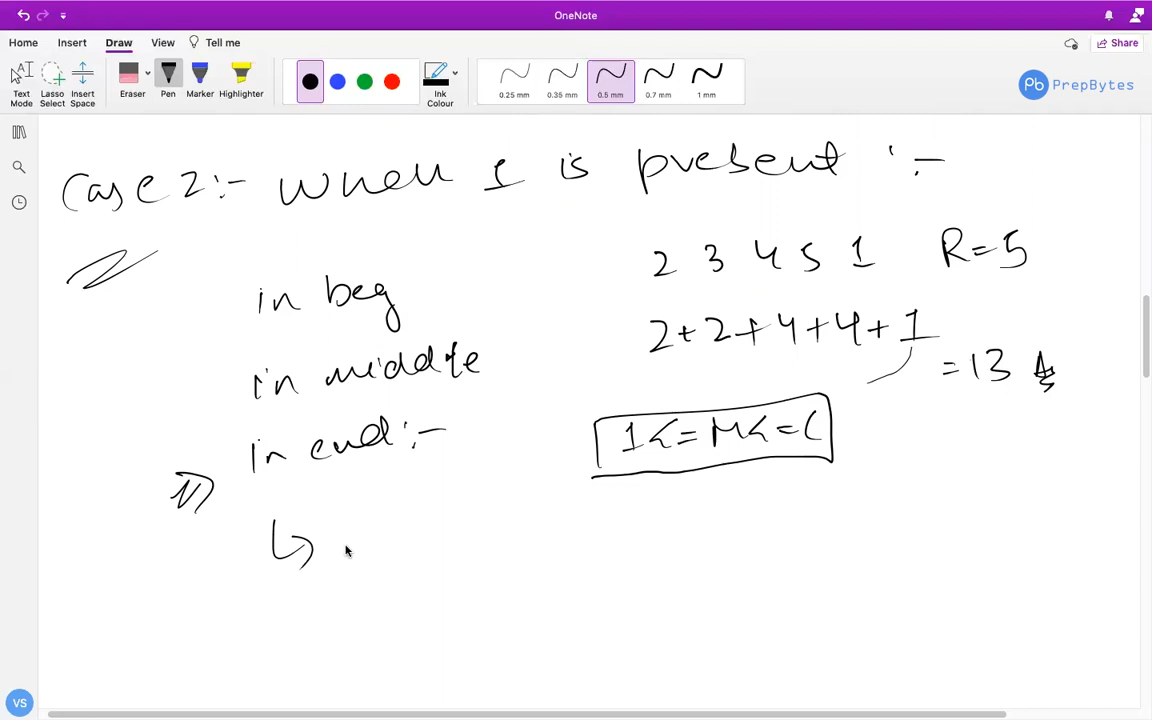 OneNote
Home Insert Draw View Tell me
Share
Text Mode
Lasso Select
Insert Space
Eraser
Pen
Marker
Highlighter
Ink Colour
0.25 mm 0.35 mm 0.5 mm 0.7 mm 1 mm
Pb PrepBytes
Case 2:- When 1 is present :-
2 3 4 5 1 R=5
in beg
2+2+4+4+1
=13
in middle
in end:-
1<=M<=C
VS